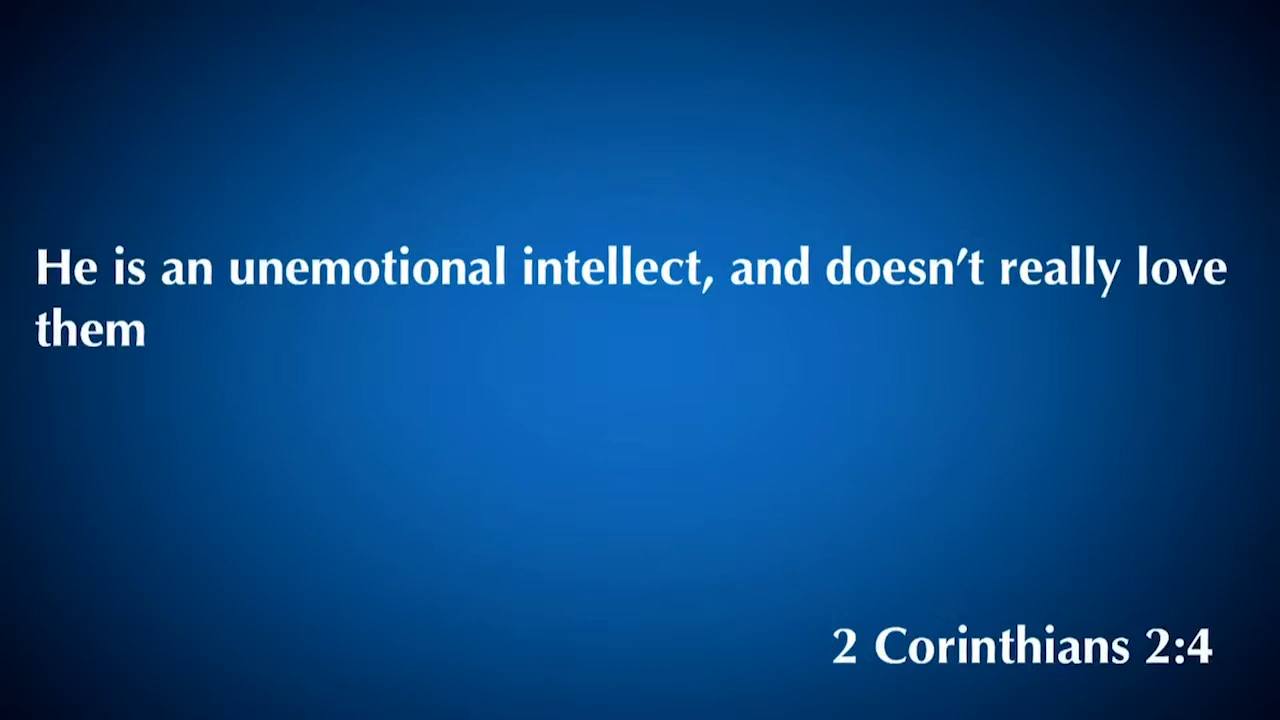 He is an unemotional intellect, and doesn’t really love
them
2 Corinthians 2:4